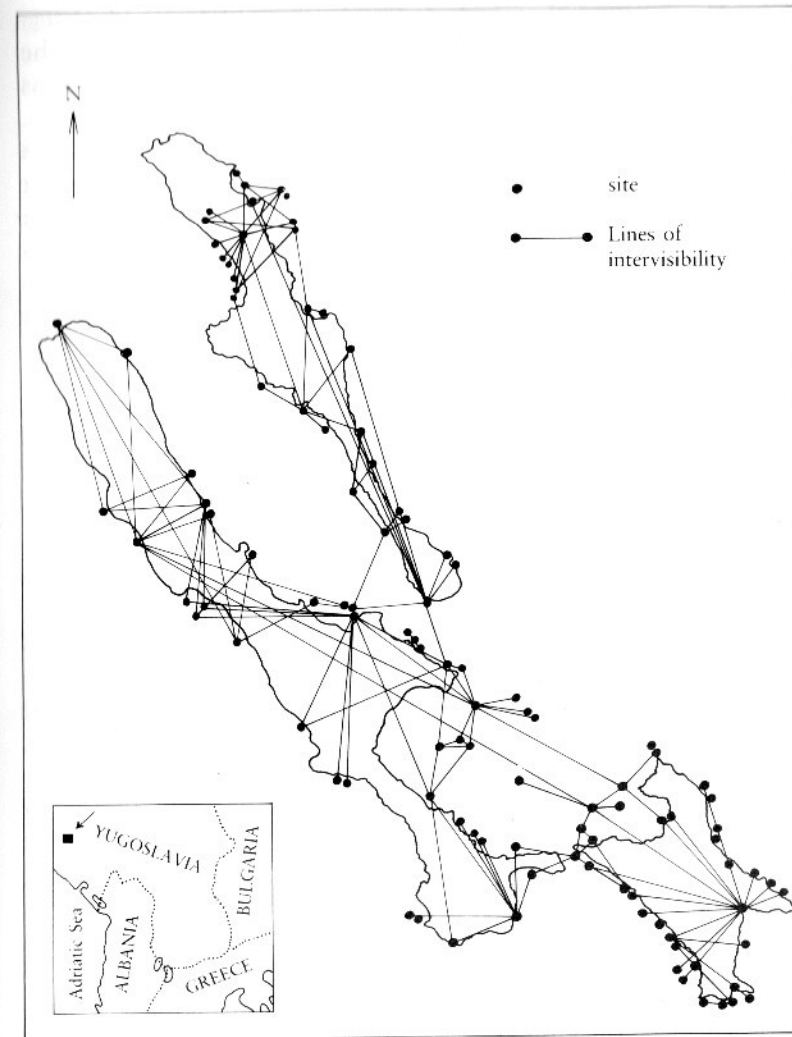 N
site
Lines of
intervisibility
YUGOSLAVIA
BULGARIA
Adriatic Sea
ALBANIA
GREECE